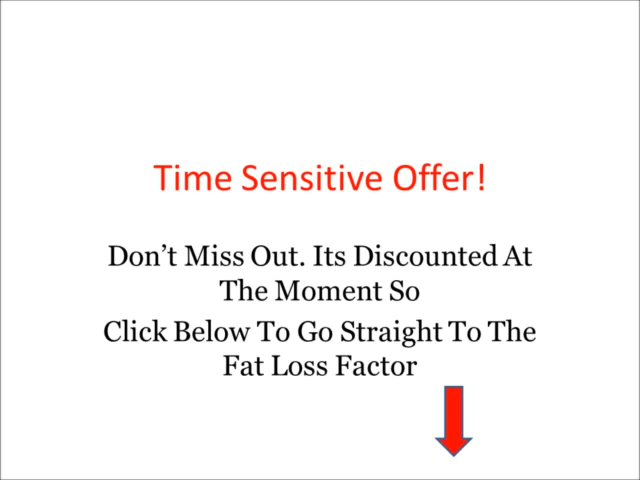 Time Sensitive Offer!
Don’t Miss Out. Its Discounted At
The Moment So
Click Below To Go Straight To The
Fat Loss Factor